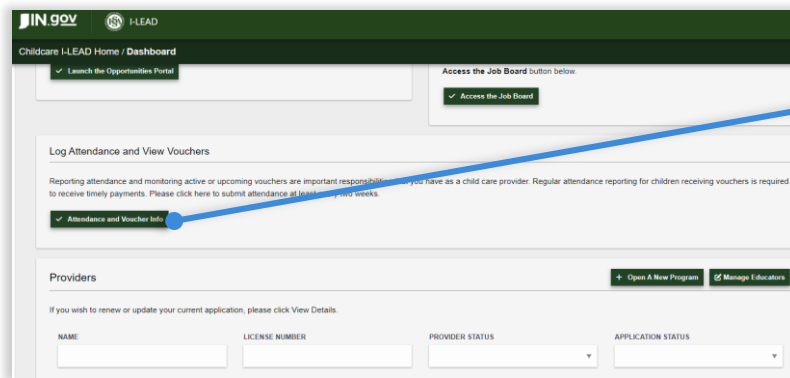 IN.gov I-LEAD
Childcare I-LEAD Home / Dashboard
Launch the Opportunities Portal
Access the Job Board button below.
Access the Job Board
Log Attendance and View Vouchers
Reporting attendance and monitoring active or upcoming vouchers are important you have as a child care provider. Regular attendance reporting for children receiving vouchers is required
to receive timely payments. Please click here to submit attendance at two weeks.
Attendance and Voucher Info
Providers
+ Open A New Program Manage Educators
If you wish to renew or update your current application, please click View Details.
NAME LICENSE NUMBER PROVIDER STATUS APPLICATION STATUS